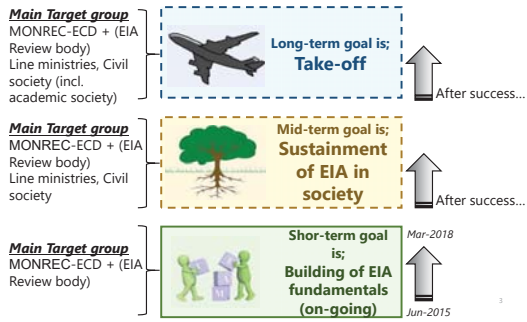 Main Target group
MONREC-ECD + (EIA
Review body)
Line ministries, Civil
society (incl.
academic society)
Long-term goal is;
Take-off
After success…
Main Target group
MONREC-ECD + (EIA
Review body)
Line ministries, Civil
society
Mid-term goal is;
Sustainment
of EIA in
society
After success…
Main Target group
MONREC-ECD + (EIA
Review body)
Shor-term goal
is;
Building of EIA
fundamentals
(on-going)
Mar-2018
Jun-2015
3